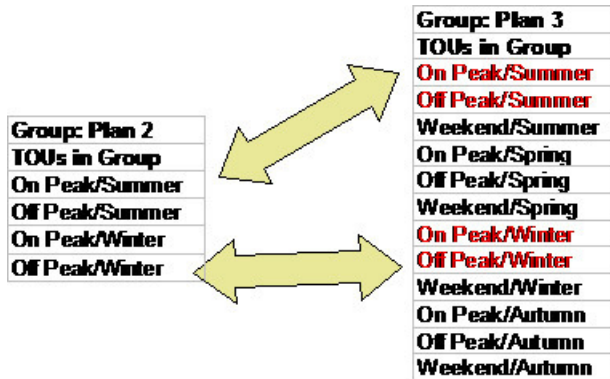 Group: Plan 2
TOUs in Group
On Peak/Summer
Off Peak/Summer
On Peak/Winter
Off Peak/Winter
Group: Plan 3
TOUs in Group
On Peak/Summer
Off Peak/Summer
Weekend/Summer
On Peak/Spring
Off Peak/Spring
Weekend/Spring
On Peak/Winter
Off Peak/Winter
Weekend/Winter
On Peak/Autumn
Off Peak/Autumn
Weekend/Autumn